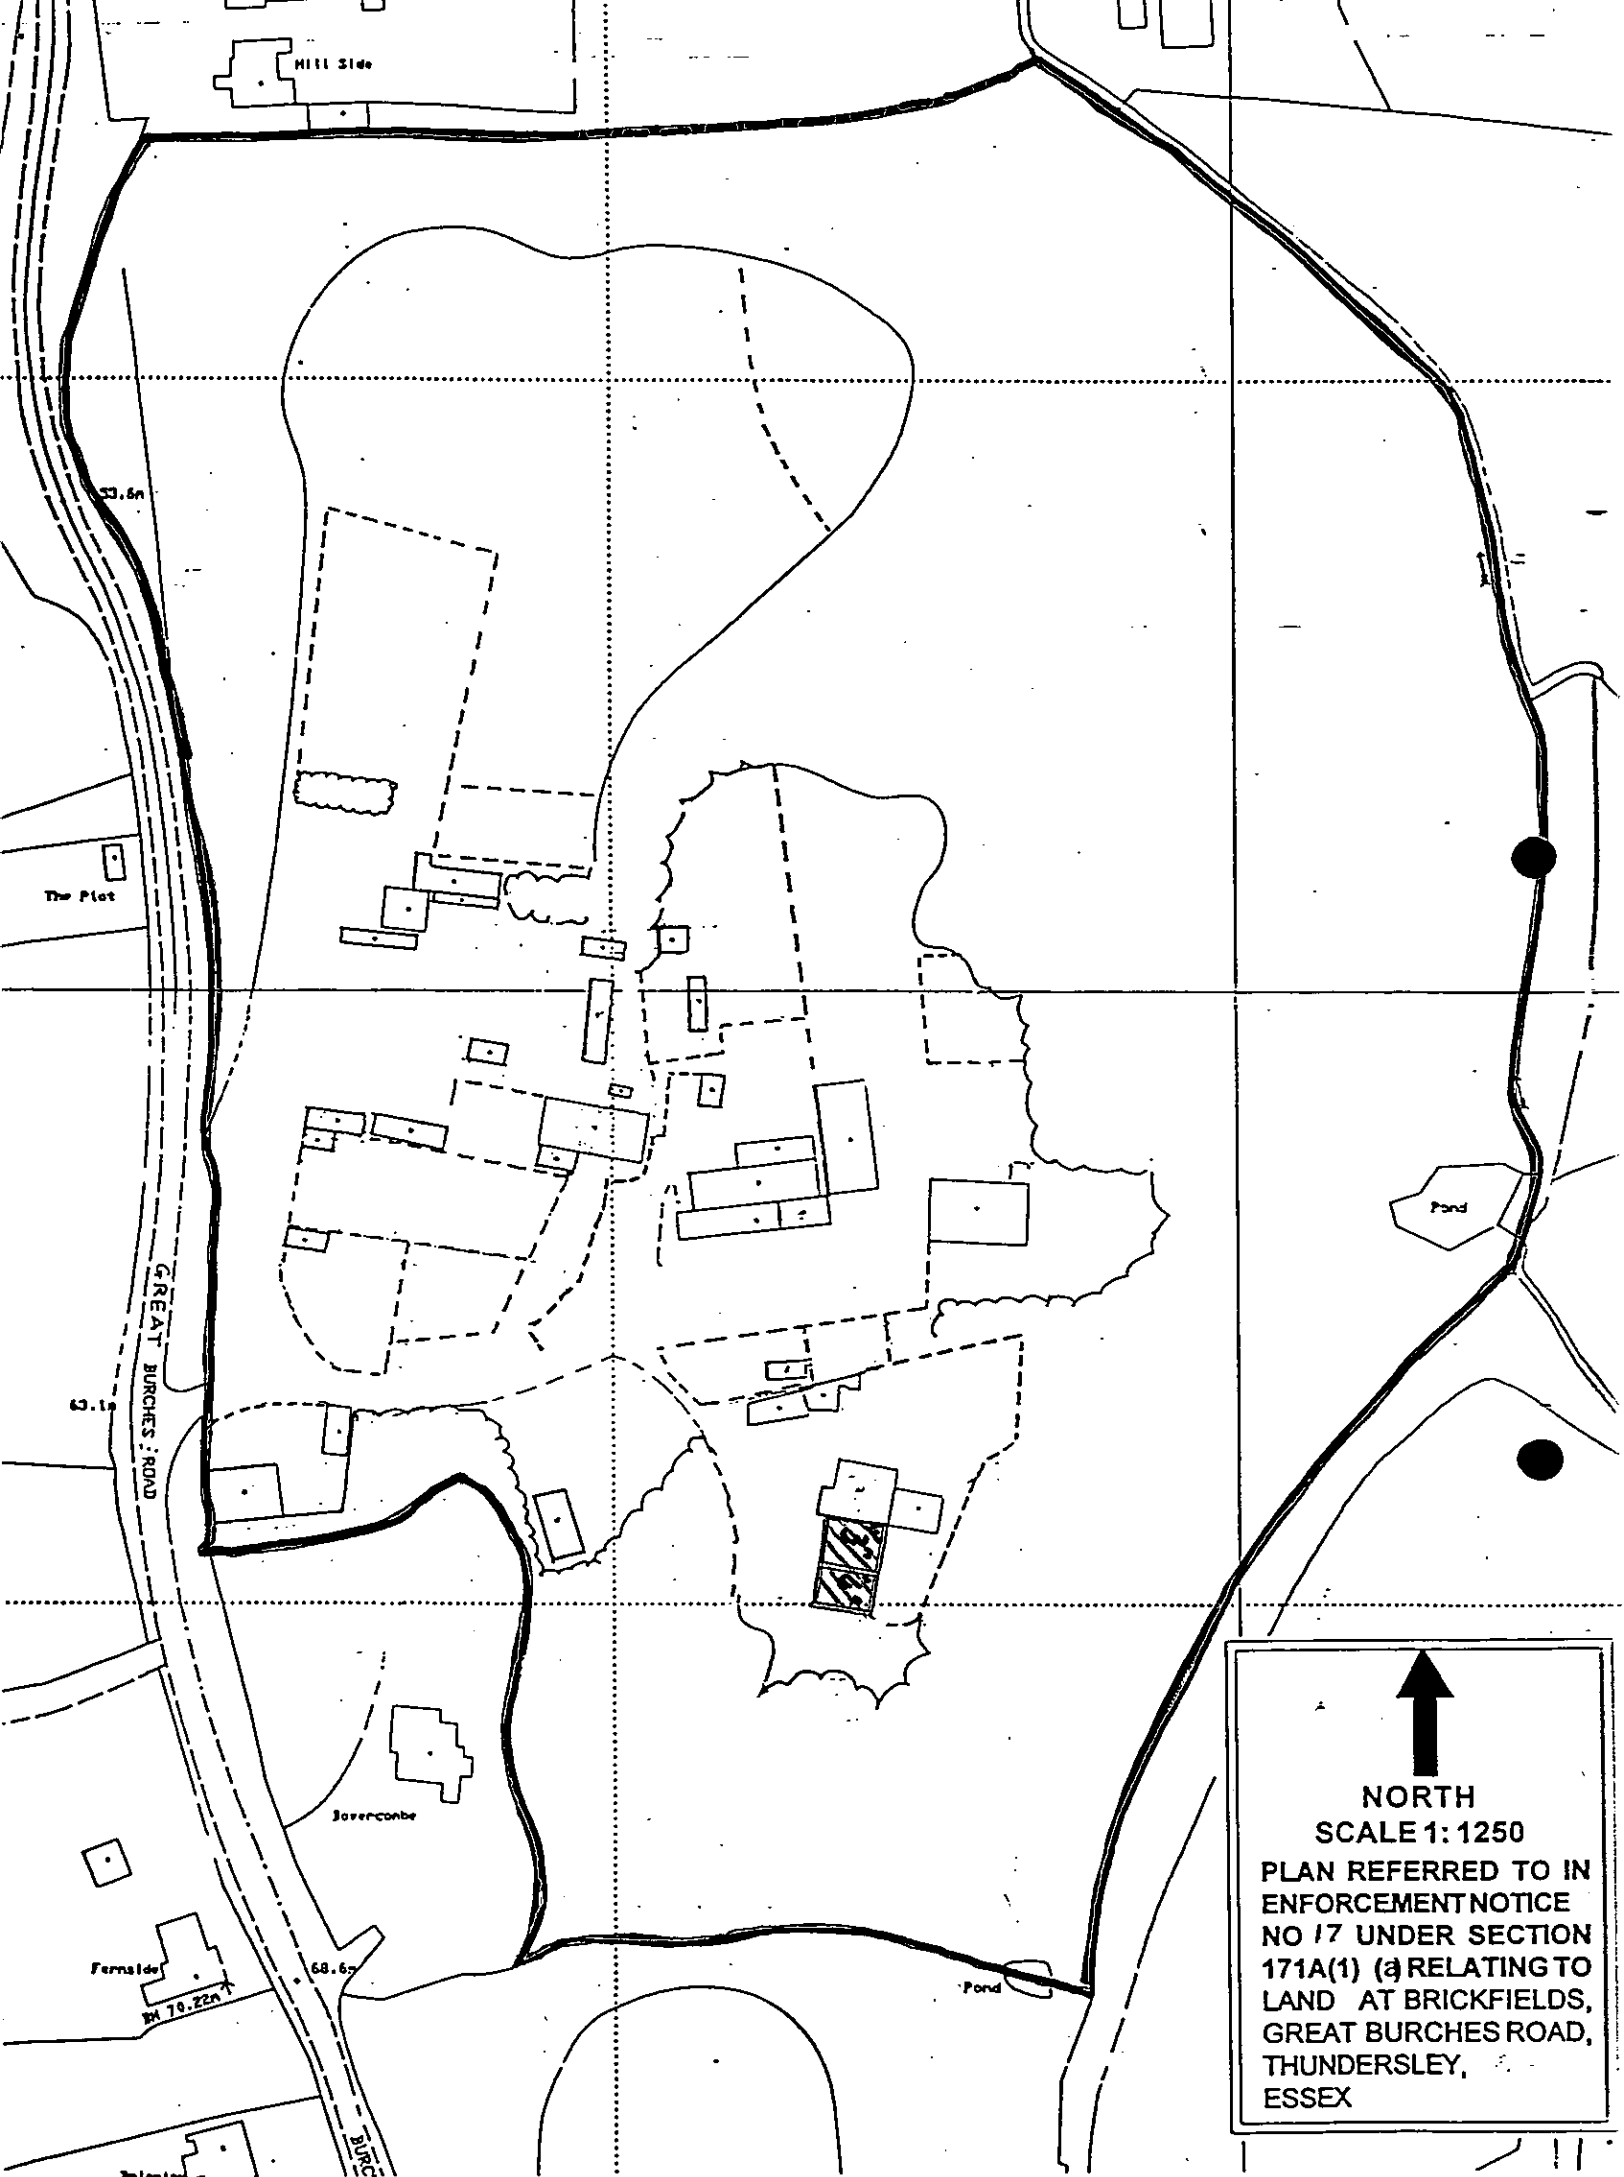 Hill Side
53.6m
The Plot
Pond
GREAT BURCHES ROAD
63.1m
Fernside
68.6m
BM 70.22m
Pond
BURC
NORTH
SCALE 1: 1250
PLAN REFERRED TO IN
ENFORCEMENT NOTICE
NO 17 UNDER SECTION
171A(1) (a) RELATING TO
LAND AT BRICKFIELDS,
GREAT BURCHES ROAD,
THUNDERSLEY,
ESSEX